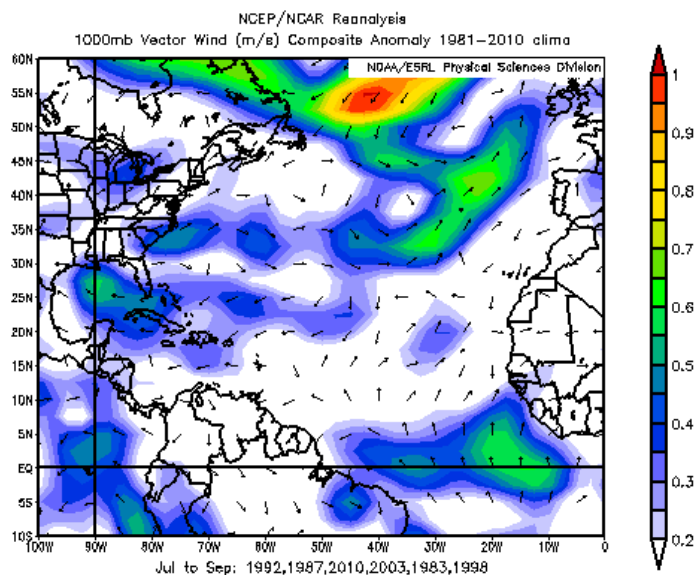 NCEP/NCAR Reanalysis
1000mb Vector Wind (m/s) Composite Anomaly 1981-2010 clima
NOAA/ESRL Physical Sciences Division
60N
55N
50N
45N
40N
35N
30N
25N
20N
15N
10N
5N
EQ
5S
10S
100W
90W
80W
70W
60W
50W
40W
30W
20W
10W
0
1
0.9
0.8
0.7
0.6
0.5
0.4
0.3
0.2
Jul to Sep: 1992,1987,2010,2003,1983,1998